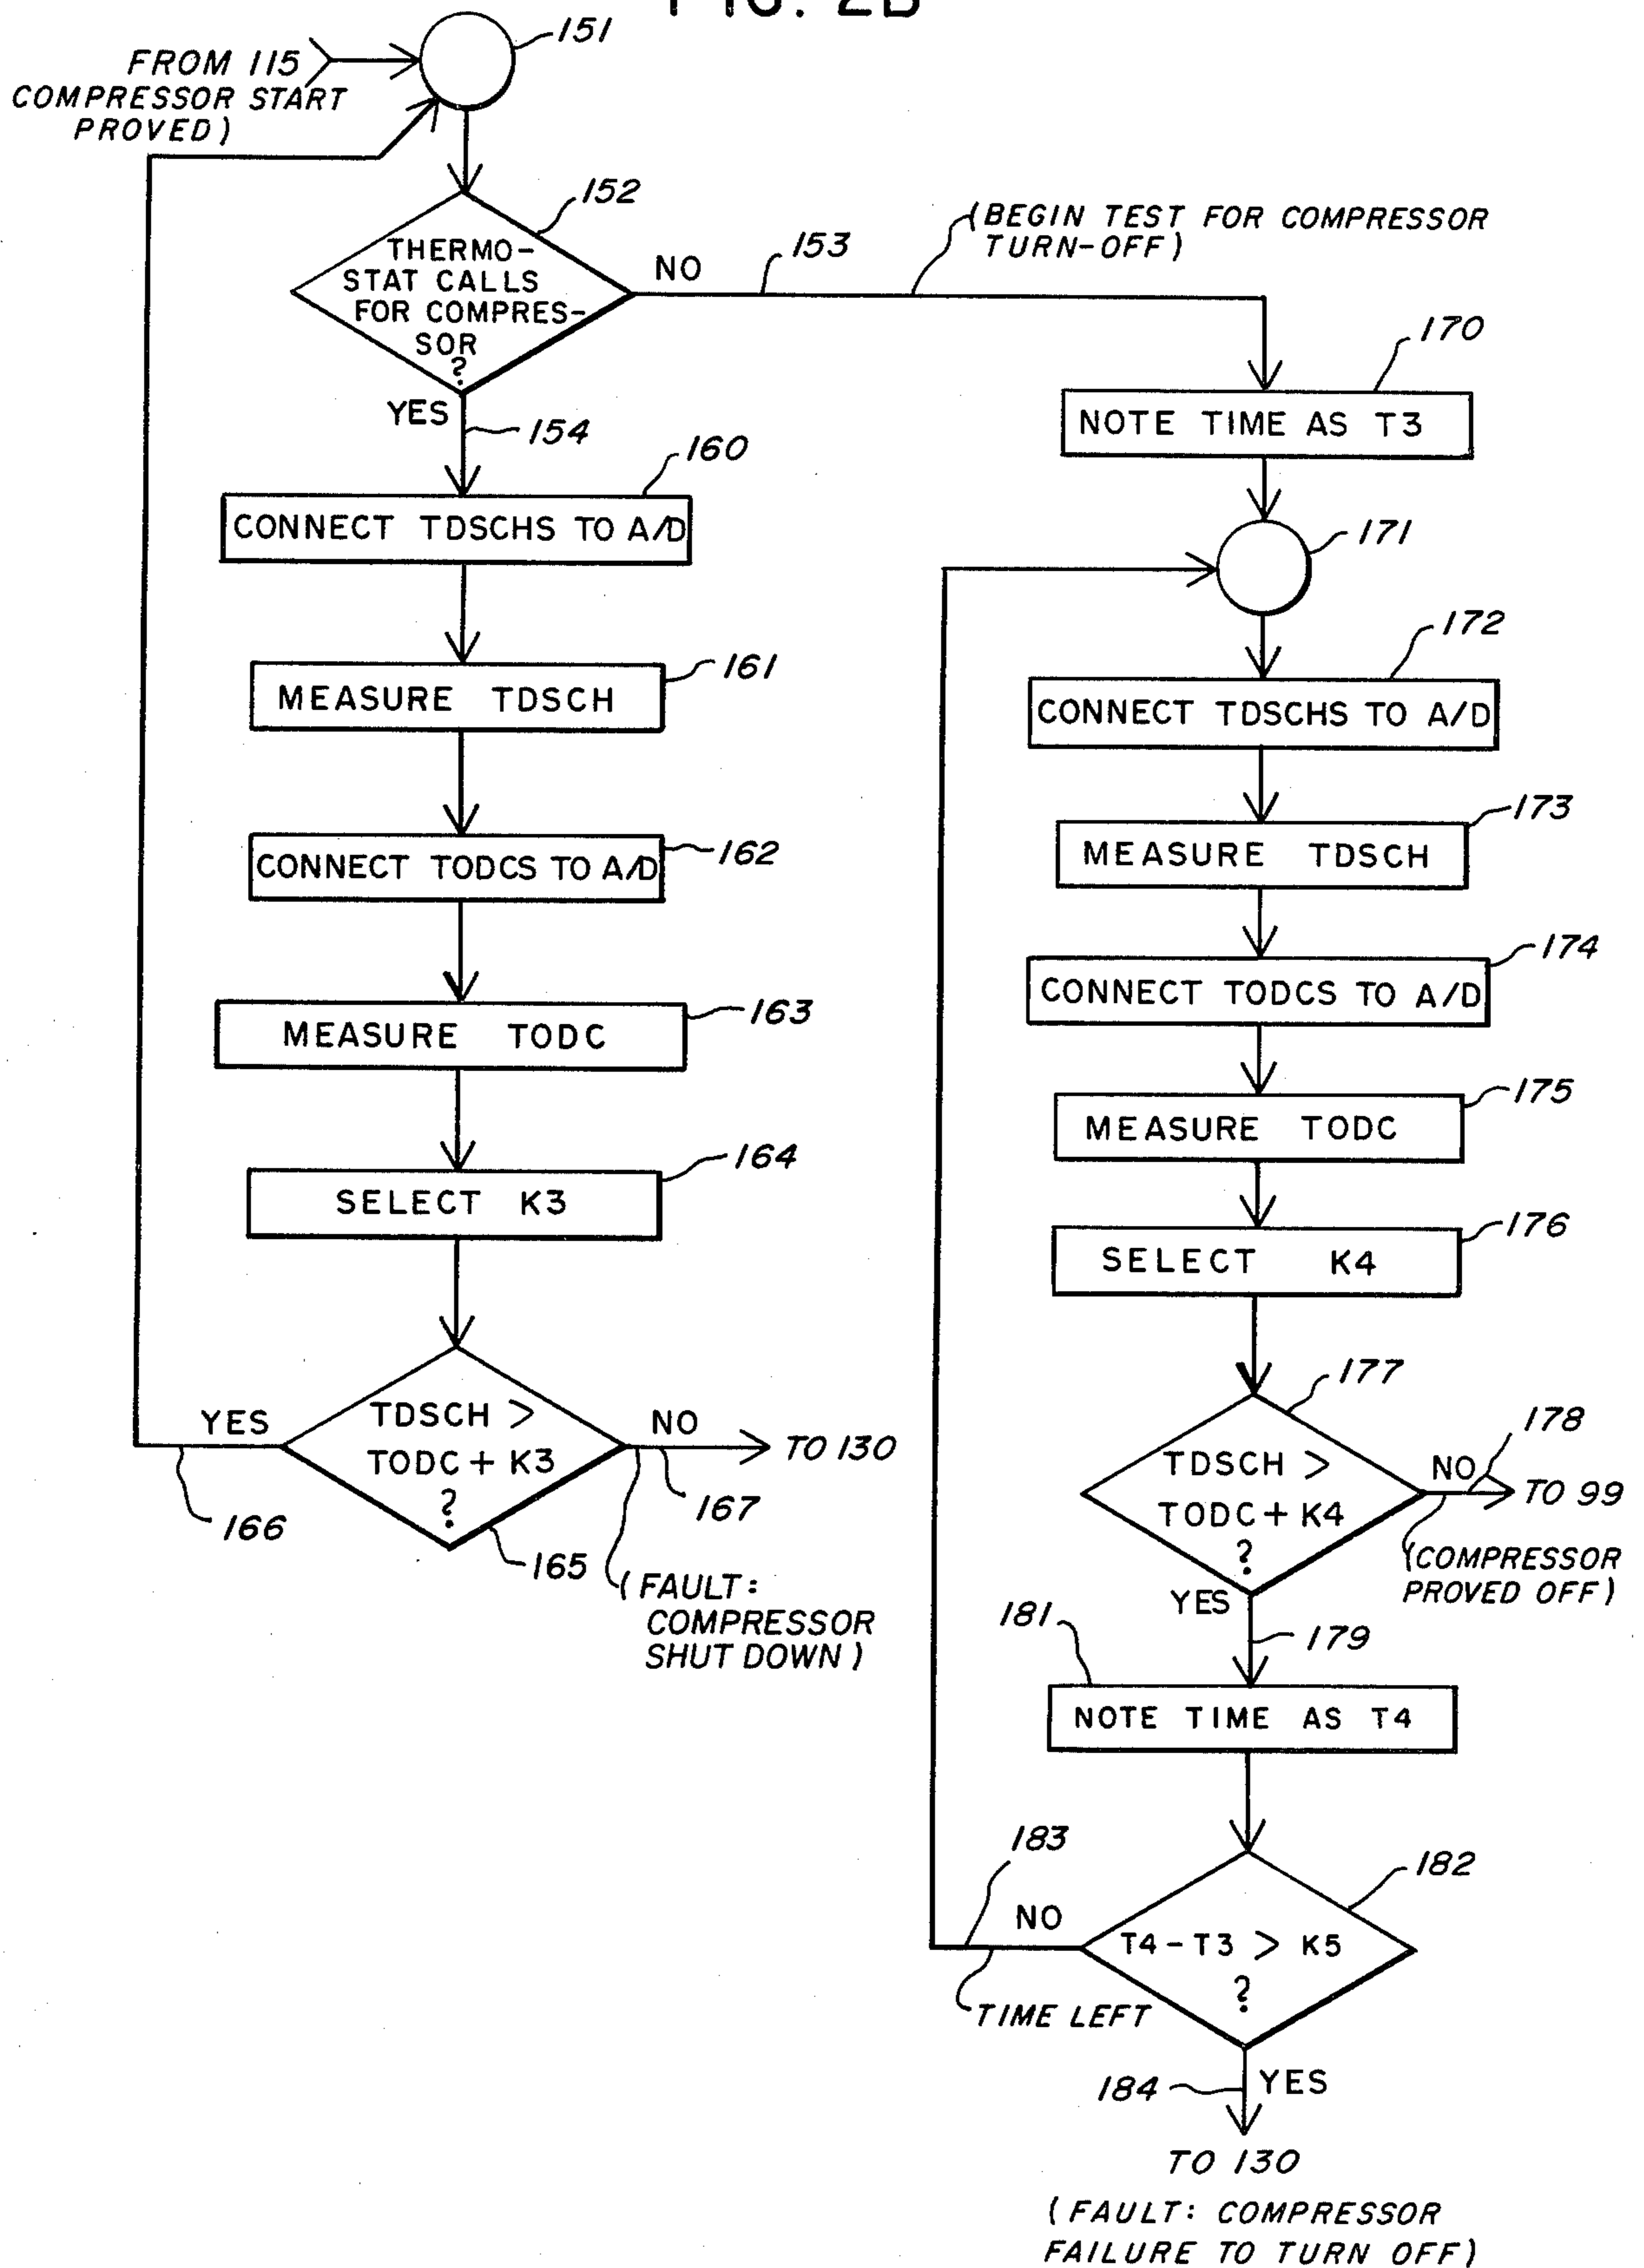 FIG. 2B
151
FROM 115
COMPRESSOR START
PROVED)
152
THERMO-
STAT CALLS
FOR COMPRES-
SOR
?
NO
153
(BEGIN TEST FOR COMPRESSOR
TURN-OFF)
YES
154
160
CONNECT TDSCHS TO A/D
161
MEASURE TDSCH
162
CONNECT TODCS TO A/D
163
MEASURE TODC
164
SELECT K3
TDSCH >
TODC + K3
?
YES
166
NO
TO 130
167
165
(FAULT:
COMPRESSOR
SHUT DOWN)
170
NOTE TIME AS T3
171
172
CONNECT TDSCHS TO A/D
173
MEASURE TDSCH
174
CONNECT TODCS TO A/D
175
MEASURE TODC
176
SELECT K4
177
TDSCH >
TODC + K4
?
178
NO
TO 99
(COMPRESSOR
PROVED OFF)
YES
179
181
NOTE TIME AS T4
183
182
NO
T4-T3 > K5
?
TIME LEFT
184
YES
TO 130
(FAULT: COMPRESSOR
FAILURE TO TURN OFF)